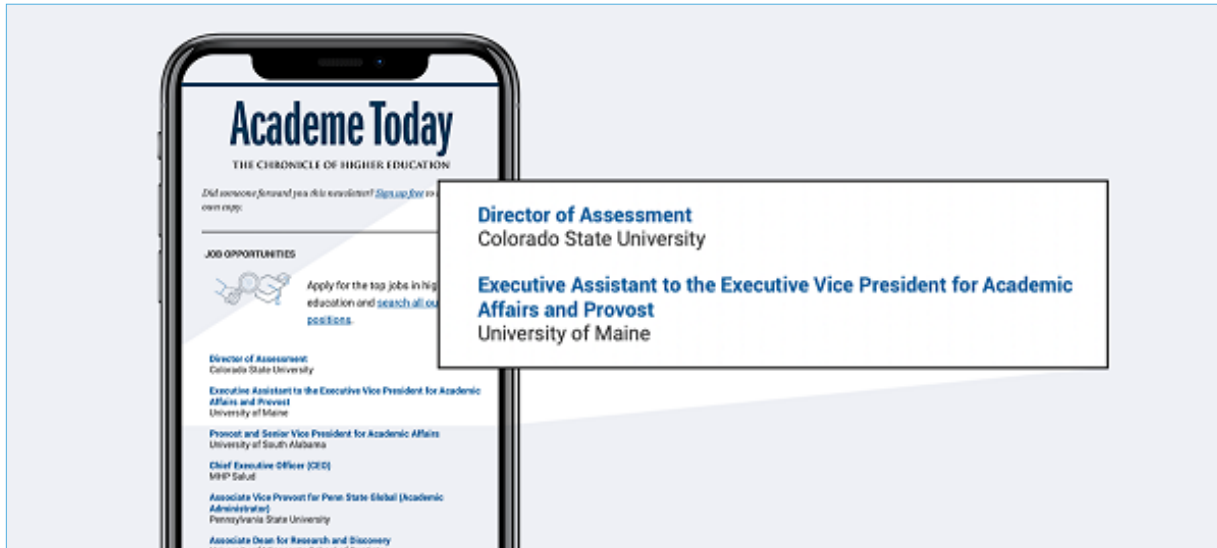 Academe Today
THE CHRONICLE OF HIGHER EDUCATION
Did someone forward you this newsletter? Sign up free to
own copy.
JOB OPPORTUNITIES
Apply for the top jobs in hig
education and search all ou
positions.
Director of Assessment
Colorado State University
Executive Assistant to the Executive Vice President for Academic
Affairs and Provost
University of Maine
Provost and Senior Vice President for Academic Affairs
University of South Alabama
Chief Executive Officer (CEO)
MHP Salud
Associate Vice Provost for Penn State Global (Academic
Administrator)
Pennsylvania State University
Associate Dean for Research and Discovery
Director of Assessment
Colorado State University
Executive Assistant to the Executive Vice President for Academic
Affairs and Provost
University of Maine